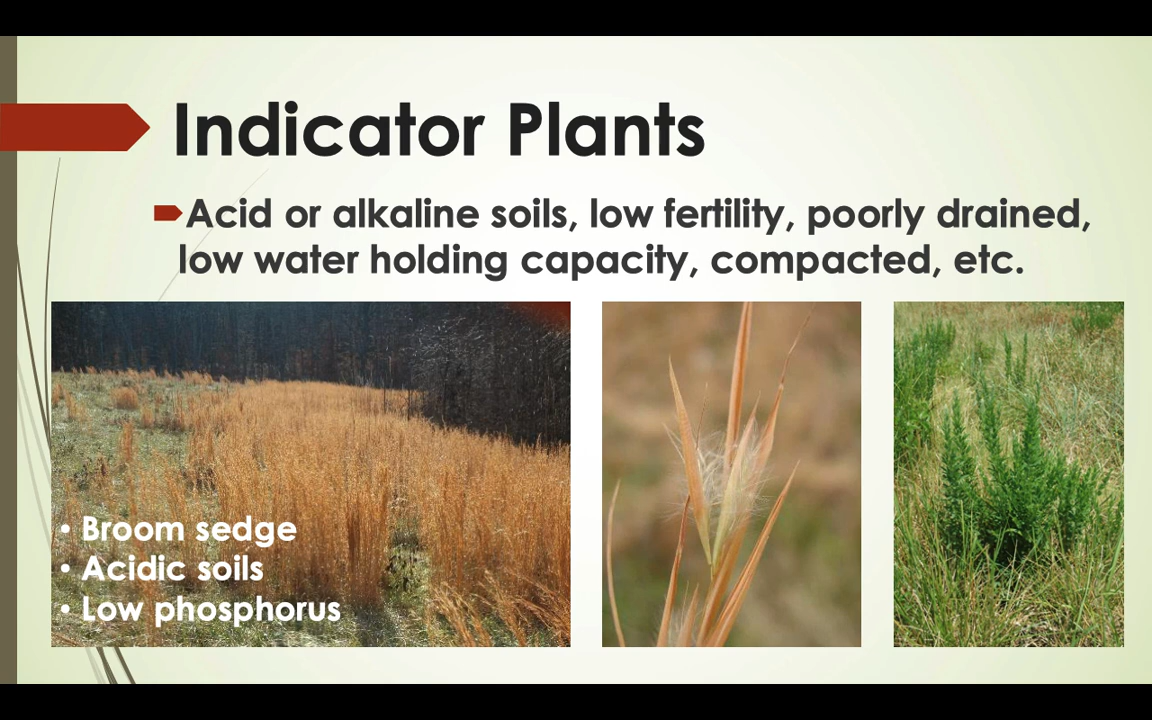 Indicator Plants
Acid or alkaline soils, low fertility, poorly drained,
low water holding capacity, compacted, etc.
• Broom sedge
• Acidic soils
• Low phosphorus